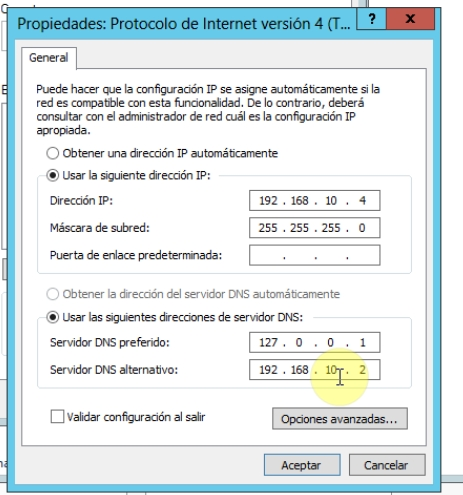 Propiedades: Protocolo de Internet versión 4 (T...
?
x
General
Puede hacer que la configuración IP se asigne automáticamente si la
red es compatible con esta funcionalidad. De lo contrario, deberá
consultar con el administrador de red cuál es la configuración IP
apropiada.
Obtener una dirección IP automáticamente
Usar la siguiente dirección IP:
Dirección IP: 192 . 168 . 10 . 4
Máscara de subred: 255 . 255 . 255 . 0
Puerta de enlace predeterminada: . . .
Obtener la dirección del servidor DNS automáticamente
Usar las siguientes direcciones de servidor DNS:
Servidor DNS preferido: 127 . 0 . 0 . 1
Servidor DNS alternativo: 192 . 168 . 10 . 2
Validar configuración al salir
Opciones avanzadas...
Aceptar Cancelar